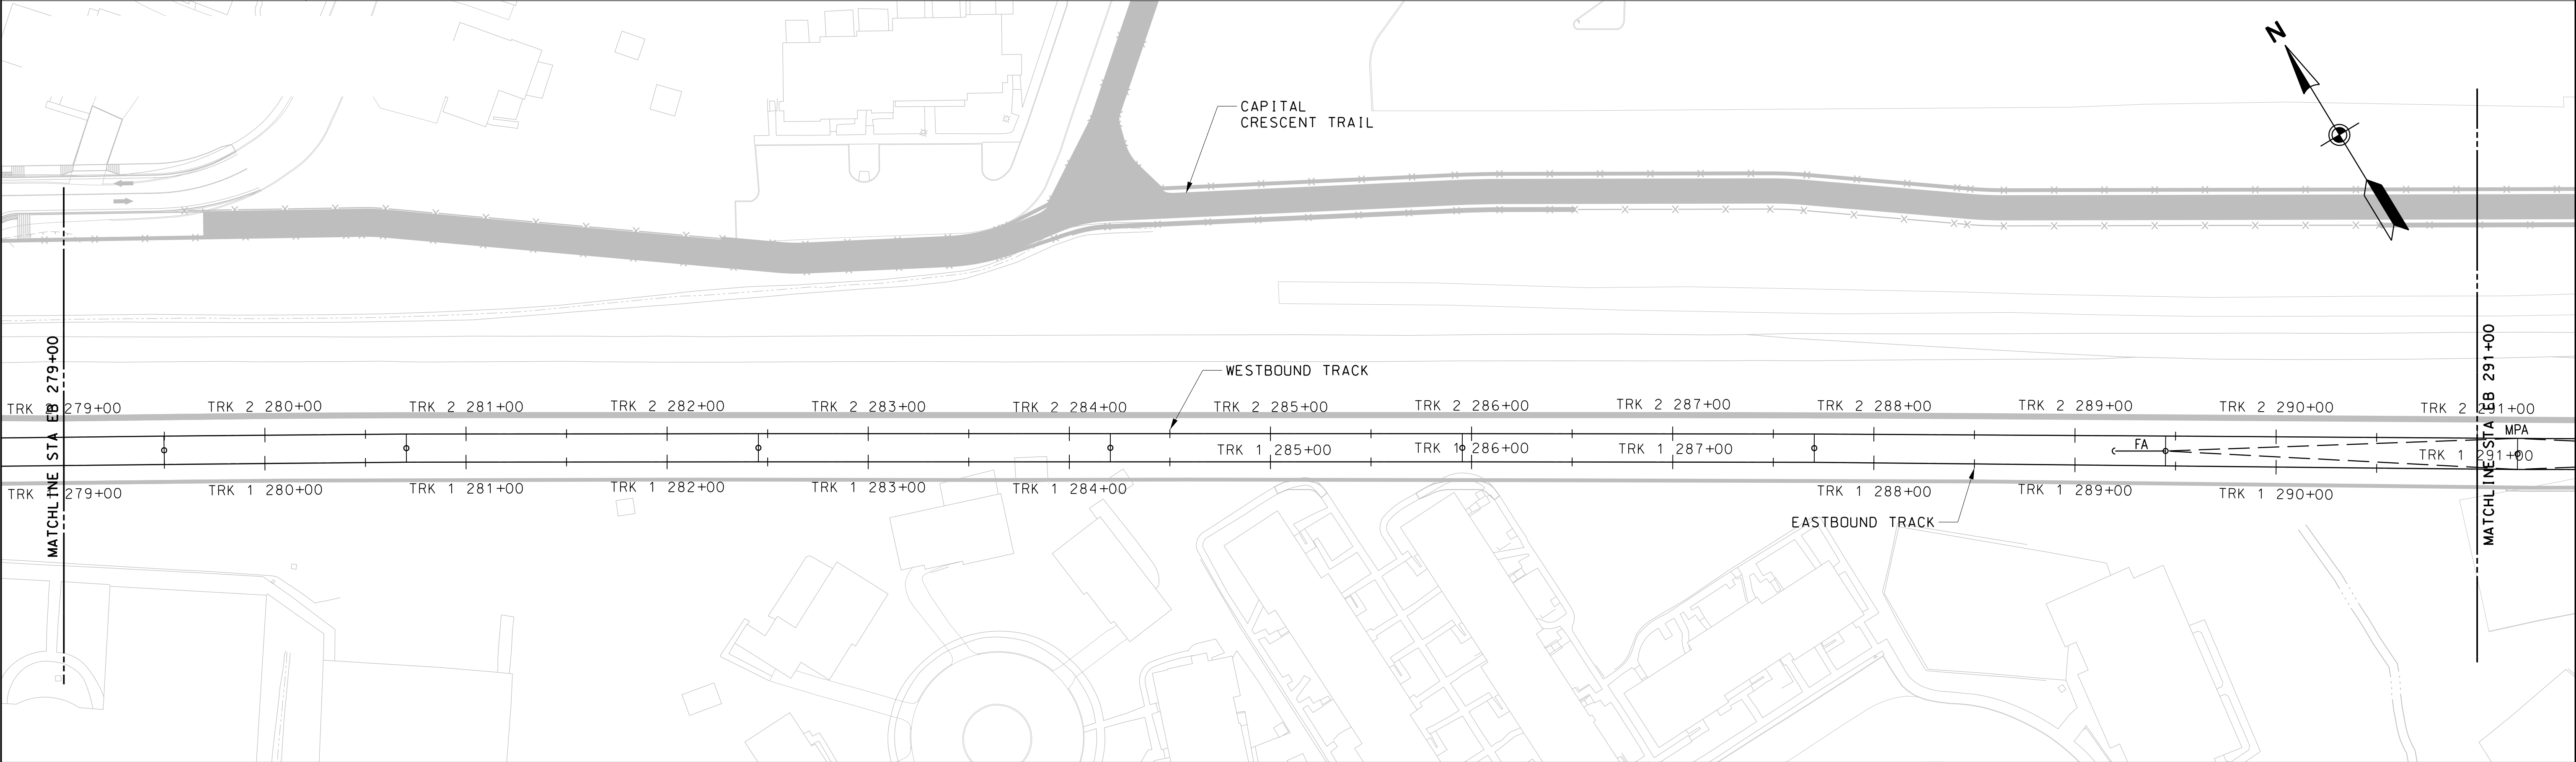 N
CAPITAL
CRESCENT TRAIL
WESTBOUND TRACK
MATCHLINE STA EB 279+00
MATCHLINE STA EB 291+00
TRK 2 279+00
TRK 2 280+00
TRK 2 281+00
TRK 2 282+00
TRK 2 283+00
TRK 2 284+00
TRK 2 285+00
TRK 2 286+00
TRK 2 287+00
TRK 2 288+00
TRK 2 289+00
TRK 2 290+00
TRK 2 291+00
MPA
FA
TRK 1 285+00
TRK 1 286+00
TRK 1 287+00
TRK 1 291+00
TRK 279+00
TRK 1 280+00
TRK 1 281+00
TRK 1 282+00
TRK 1 283+00
TRK 1 284+00
TRK 1 288+00
TRK 1 289+00
TRK 1 290+00
EASTBOUND TRACK